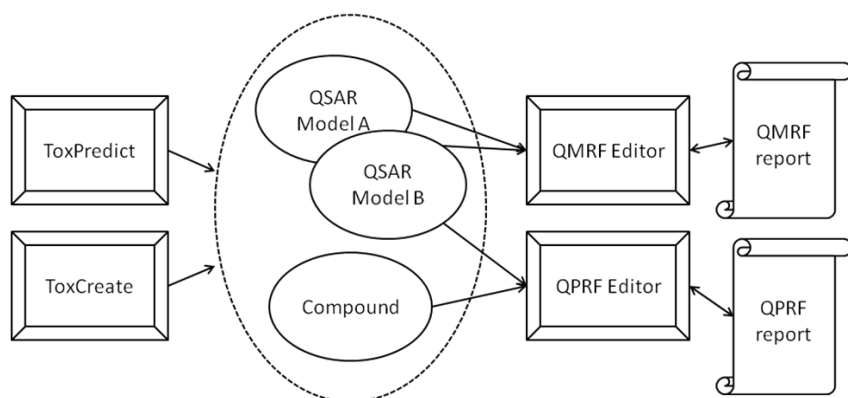 ToxPredict
ToxCreate
QSAR
Model A
QSAR
Model B
Compound
QMRF Editor
QPRF Editor
QMRF
report
QPRF
report